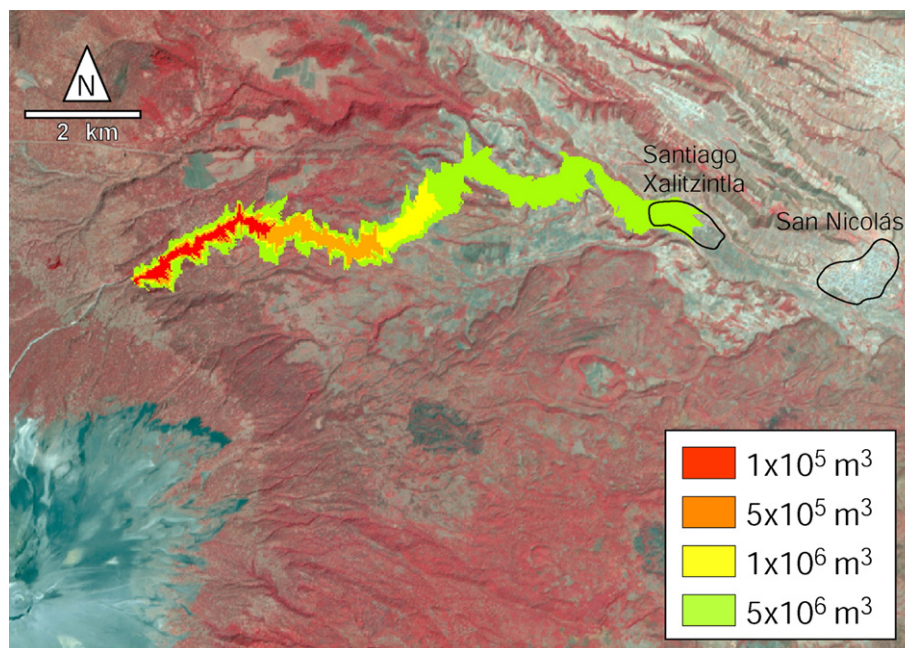 N
2 km
Santiago
Xalitzintla
San Nicolás
1x10⁵ m³
5x10⁵ m³
1x10⁶ m³
5x10⁶ m³